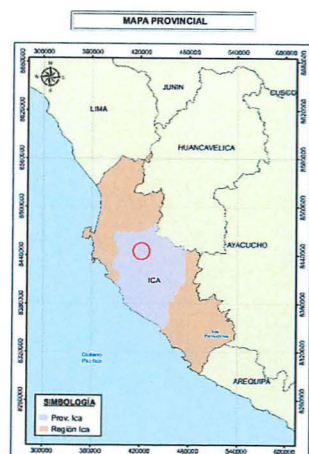 MAPA PROVINCIAL
300000 360000 420000 480000 540000 600000
JUNIN
CUSCO
LIMA
HUANCAVELICA
AYACUCHO
ICA
Océano
Pacífico
AREQUIPA
SIMBOLOGÍA
Prov. Ica
Región Ica
300000 360000 420000 480000 540000 600000